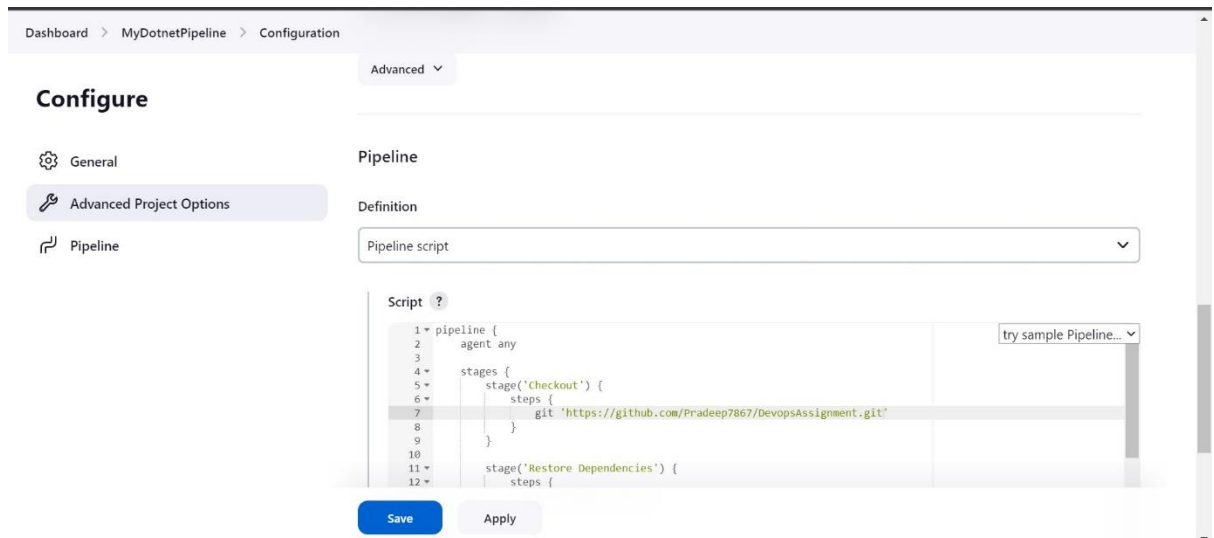 Dashboard > MyDotnetPipeline > Configuration
Advanced
Configure
General
Advanced Project Options
Pipeline
Pipeline
Definition
Pipeline script
Script ?
try sample Pipeline...
1 pipeline {
2     agent any
3
4     stages {
5         stage('Checkout') {
6             steps {
7                 git 'https://github.com/Pradeep7867/DevopsAssignment.git'
8             }
9         }
10
11         stage('Restore Dependencies') {
12             steps {
Save Apply